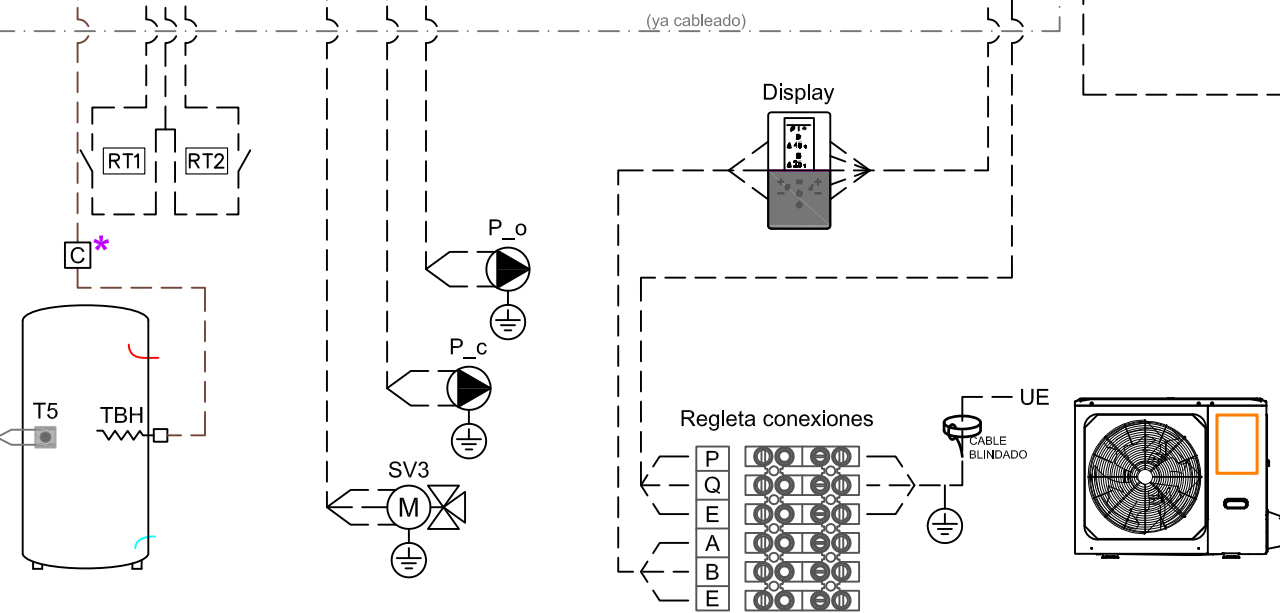 (ya cableado)
Display
RT1
RT2
C
*
P_o
P_c
T5
TBH
SV3
M
Regleta conexiones
P
Q
E
A
B
E
UE
CABLE
BLINDADO